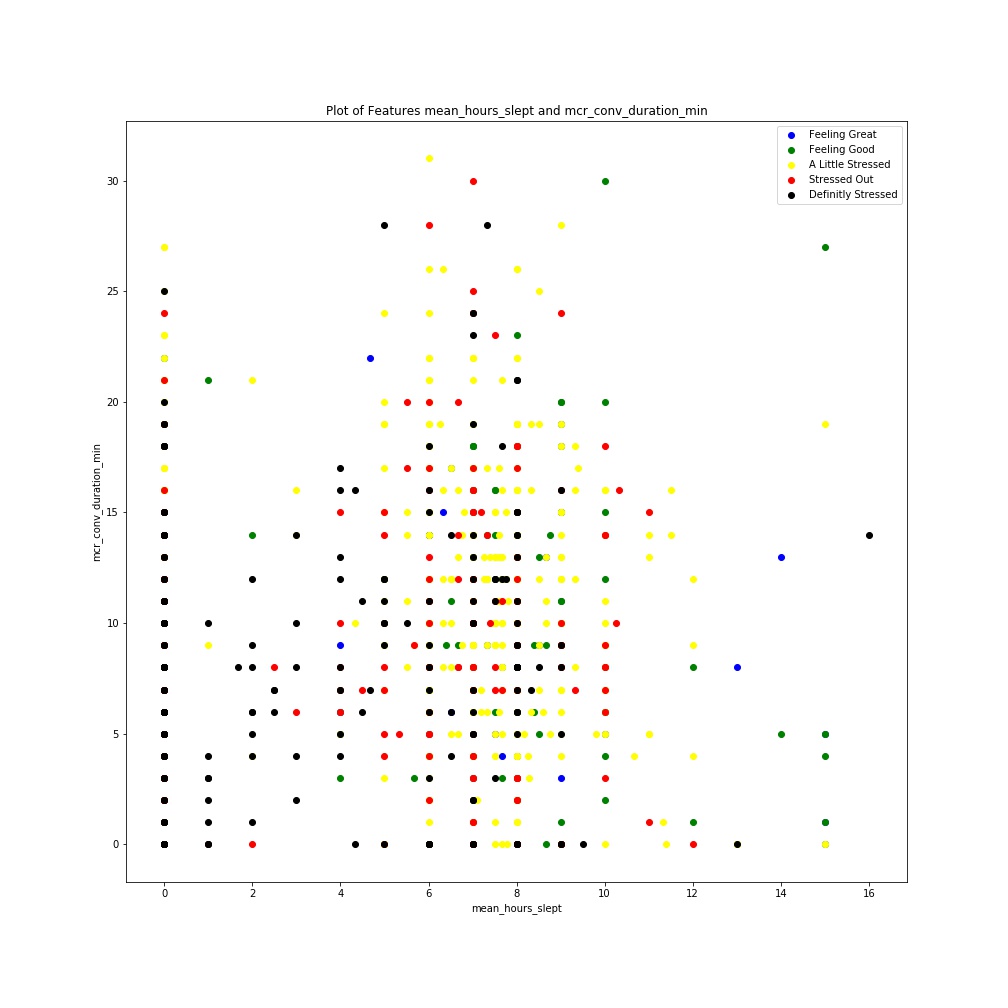 Plot of Features mean_hours_slept and mcr_conv_duration_min
Feeling Great
Feeling Good
A Little Stressed
Stressed Out
Definitly Stressed
mcr_conv_duration_min
30
25
20
15
10
5
0
0 2 4 6 8 10 12 14 16
mean_hours_slept